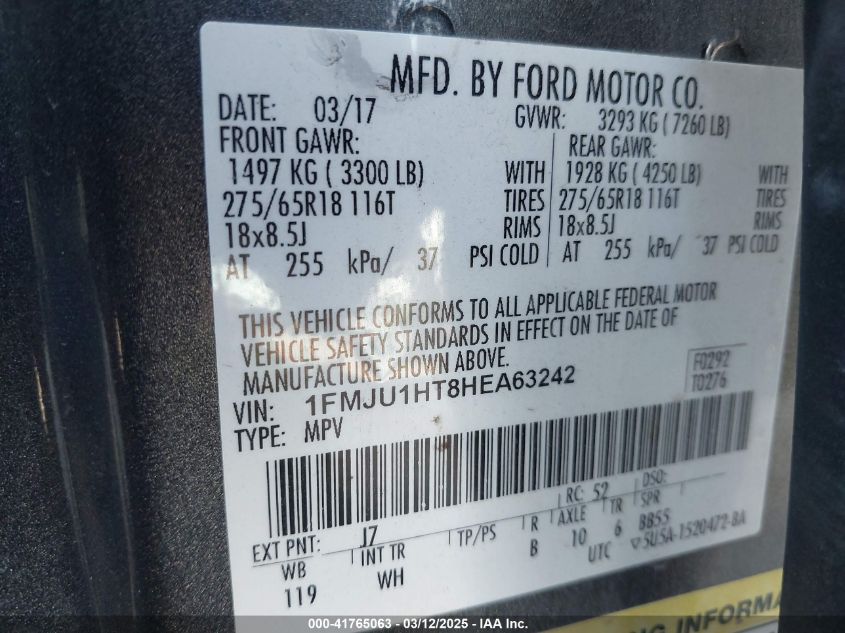 MFD. BY FORD MOTOR CO.
DATE: 03/17 GVWR: 3293 KG ( 7260 LB)
FRONT GAWR: REAR GAWR:
1497 KG ( 3300 LB) WITH 1928 KG ( 4250 LB) WITH
275/65R18 116T TIRES 275/65R18 116T TIRES
18x8.5J RIMS 18x8.5J RIMS
AT 255 kPa/ 37 PSI COLD AT 255 kPa/ 37 PSI COLD
THIS VEHICLE CONFORMS TO ALL APPLICABLE FEDERAL MOTOR
VEHICLE SAFETY STANDARDS IN EFFECT ON THE DATE OF
MANUFACTURE SHOWN ABOVE.
F0292
T0276
VIN: 1FMJU1HT8HEA63242
TYPE: MPV
RC: 52 DSO:
EXT PNT: J7
WB INT TR TP/PS R AXLE TR SPR
119 WH B 10 6 BB55
UTC ▽5U5A-1520472-BA
NG INFORMA
000-41765063 - 03/12/2025 - IAA Inc.